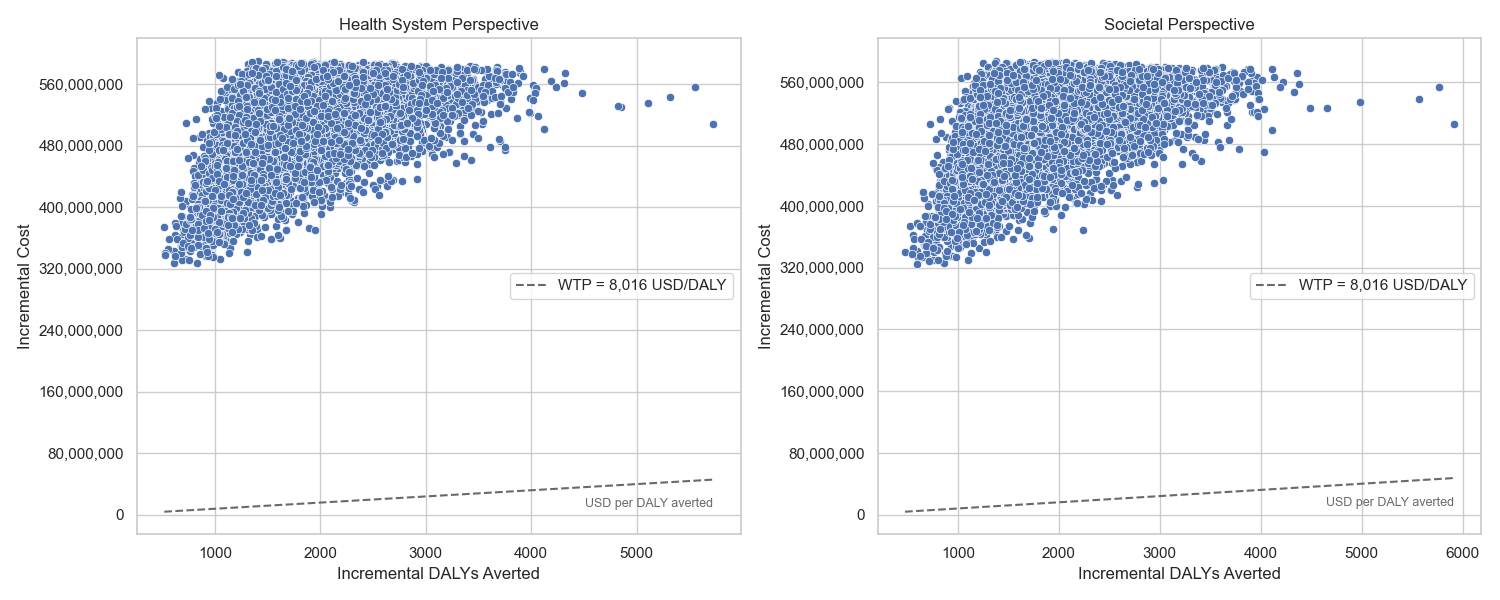 Health System Perspective
Incremental Cost
560,000,000
480,000,000
400,000,000
320,000,000
240,000,000
160,000,000
80,000,000
0
WTP = 8,016 USD/DALY
USD per DALY averted
1000 2000 3000 4000 5000
Incremental DALYs Averted
Societal Perspective
Incremental Cost
560,000,000
480,000,000
400,000,000
320,000,000
240,000,000
160,000,000
80,000,000
0
WTP = 8,016 USD/DALY
USD per DALY averted
1000 2000 3000 4000 5000 6000
Incremental DALYs Averted